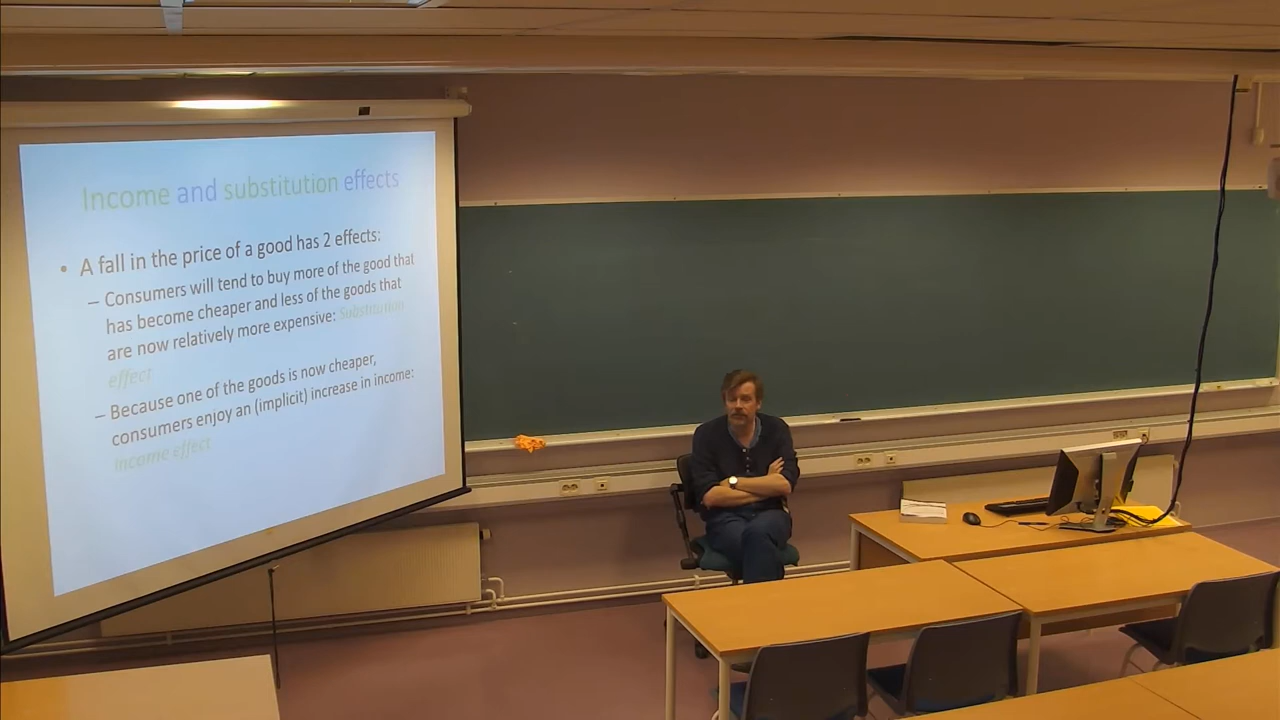 Income and substitution effects
• A fall in the price of a good has 2 effects:
– Consumers will tend to buy more of the good that
has become cheaper and less of the goods that
are now relatively more expensive: Substitution
effect
– Because one of the goods is now cheaper,
consumers enjoy an (implicit) increase in income:
Income effect